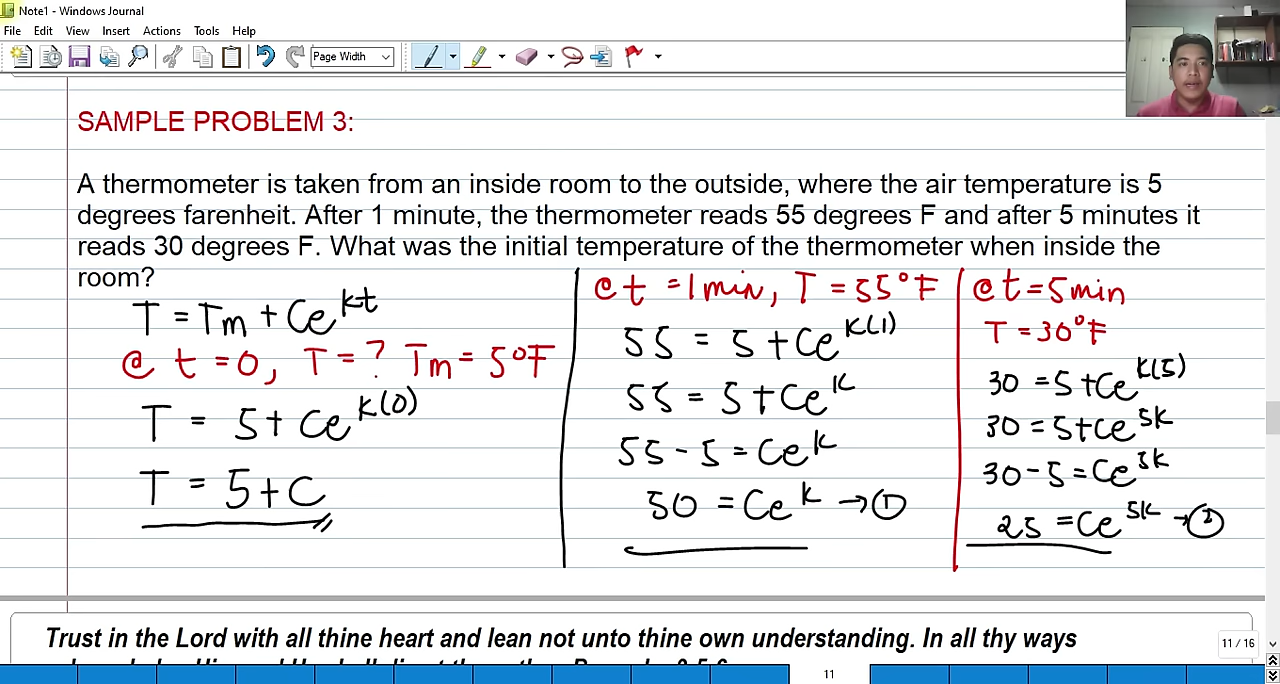 Note1 - Windows Journal
File Edit View Insert Actions Tools Help
Page Width
SAMPLE PROBLEM 3:
A thermometer is taken from an inside room to the outside, where the air temperature is 5
degrees farenheit. After 1 minute, the thermometer reads 55 degrees F and after 5 minutes it
reads 30 degrees F. What was the initial temperature of the thermometer when inside the
room?
T = Tm + Ce^kt
@ t = 0, T = ? Tm = 5°F
T = 5 + Ce^k(0)
T = 5 + C
@ t = 1 min, T = 55°F
55 = 5 + Ce^k(1)
55 = 5 + Ce^k
55 - 5 = Ce^k
50 = Ce^k → ①
@ t = 5 min
T = 30°F
30 = 5 + Ce^k(5)
30 = 5 + Ce^5k
30 - 5 = Ce^5k
25 = Ce^5k → ②
Trust in the Lord with all thine heart and lean not unto thine own understanding. In all thy ways
11 / 16
11